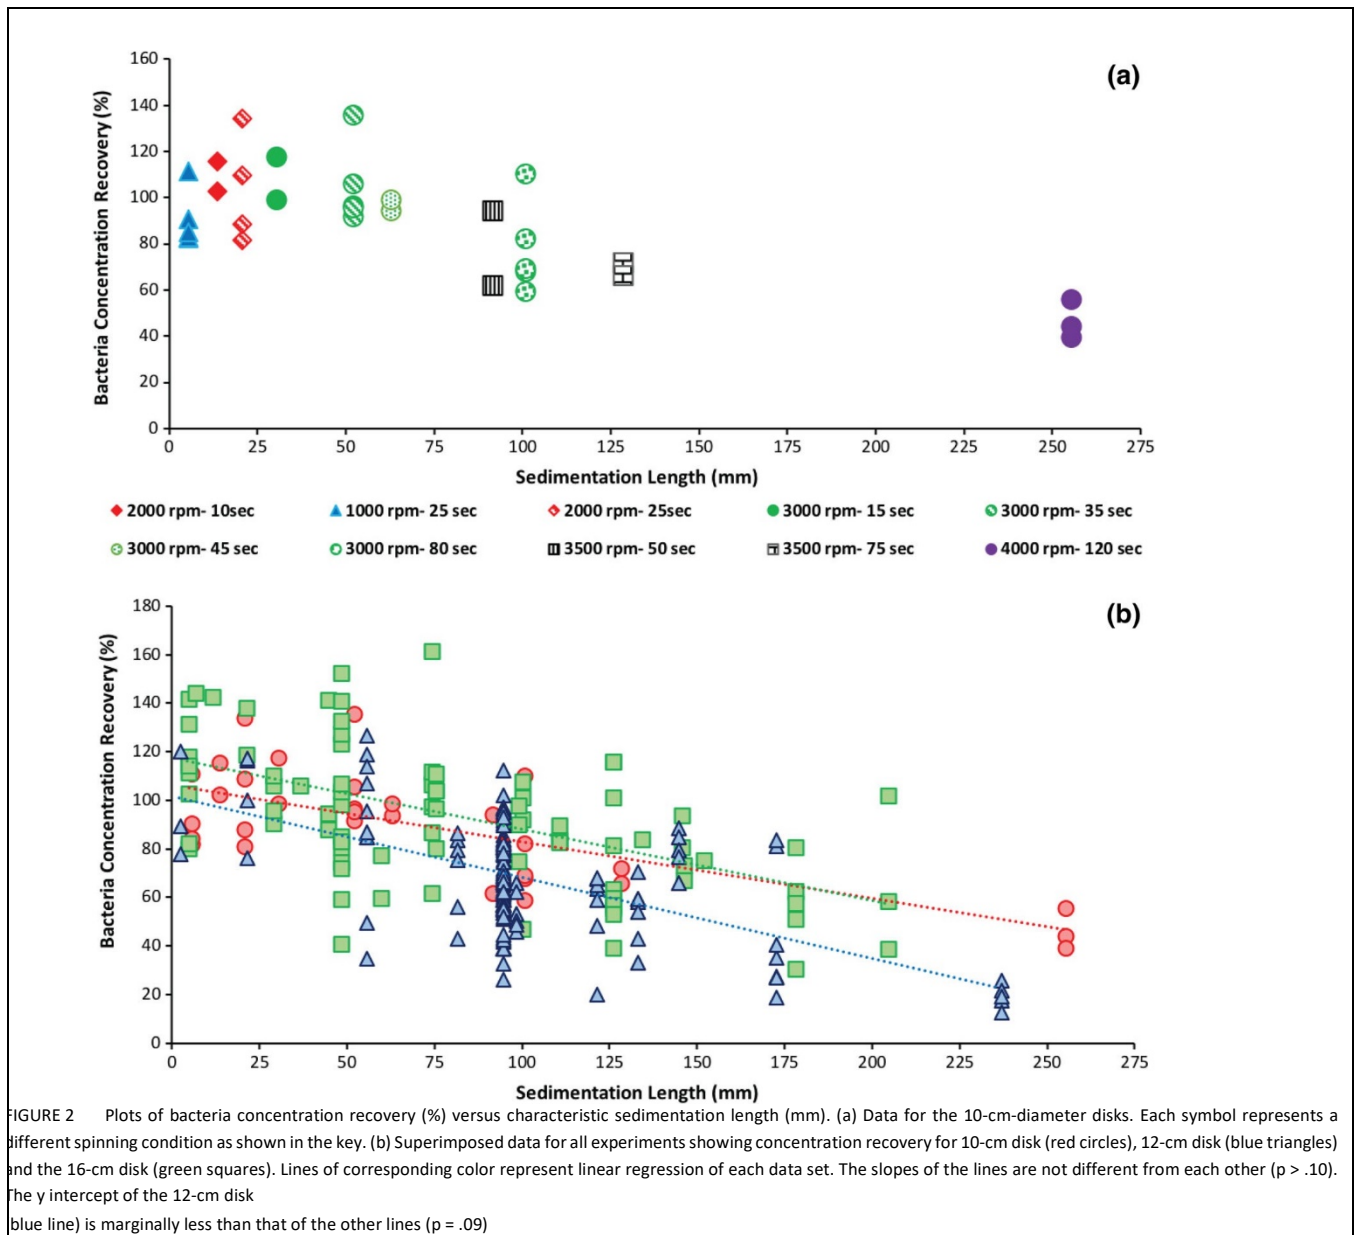 (a)
160
140
120
100
80
60
40
20
0
Bacteria Concentration Recovery (%)
0 25 50 75 100 125 150 175 200 225 250 275
Sedimentation Length (mm)
2000 rpm- 10sec 1000 rpm- 25 sec 2000 rpm- 25sec 3000 rpm- 15 sec 3000 rpm- 35 sec
3000 rpm- 45 sec 3000 rpm- 80 sec 3500 rpm- 50 sec 3500 rpm- 75 sec 4000 rpm- 120 sec
(b)
180
160
140
120
100
80
60
40
20
0
Bacteria Concentration Recovery (%)
0 25 50 75 100 125 150 175 200 225 250 275
Sedimentation Length (mm)
FIGURE 2 Plots of bacteria concentration recovery (%) versus characteristic sedimentation length (mm). (a) Data for the 10-cm-diameter disks. Each symbol represents a
different spinning condition as shown in the key. (b) Superimposed data for all experiments showing concentration recovery for 10-cm disk (red circles), 12-cm disk (blue triangles)
and the 16-cm disk (green squares). Lines of corresponding color represent linear regression of each data set. The slopes of the lines are not different from each other (p > .10).
The y intercept of the 12-cm disk
(blue line) is marginally less than that of the other lines (p = .09)